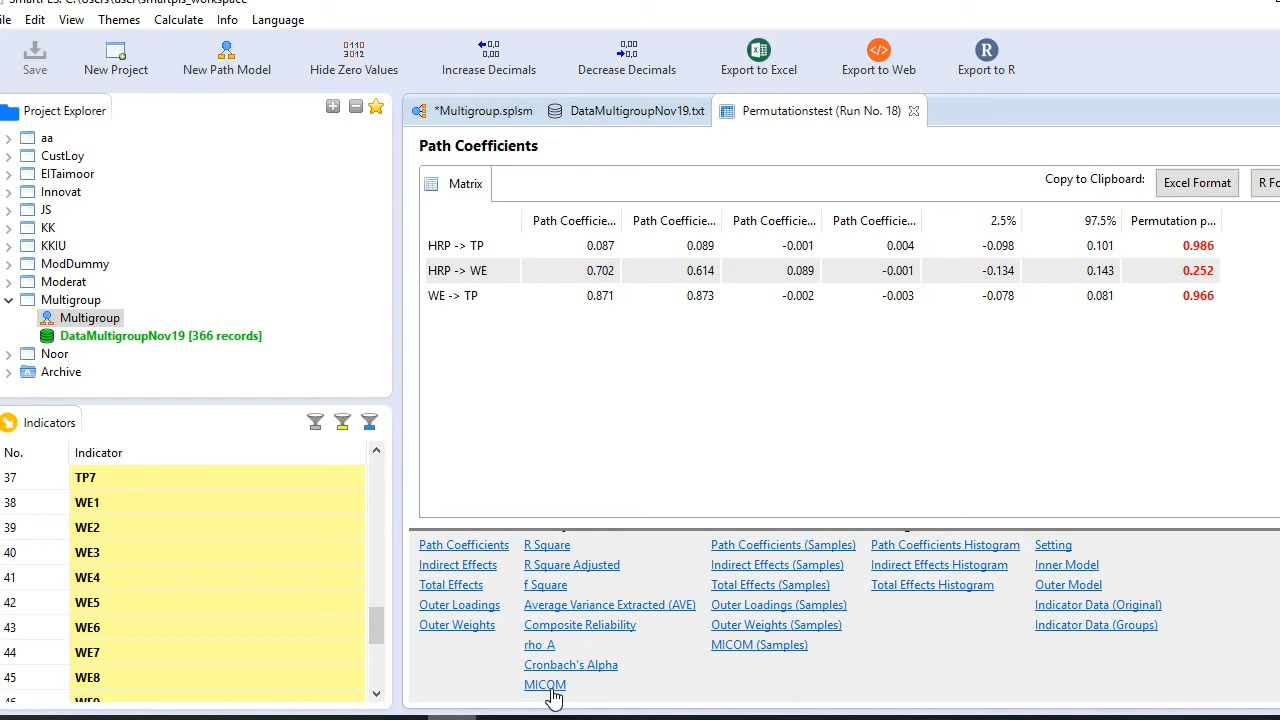 SmartPLS: C:\Users\user\smartpls_workspace
ile Edit View Themes Calculate Info Language
Save New Project New Path Model Hide Zero Values Increase Decimals Decrease Decimals Export to Excel Export to Web Export to R
Project Explorer
aa
CustLoy
ElTaimoor
Innovat
JS
KK
KKIU
ModDummy
Moderat
Multigroup
Multigroup
DataMultigroupNov19 [366 records]
Noor
Archive
Indicators
No. Indicator
37 TP7
38 WE1
39 WE2
40 WE3
41 WE4
42 WE5
43 WE6
44 WE7
45 WE8
46 WE9
*Multigroup.splsm DataMultigroupNov19.txt Permutationstest (Run No. 18)
Path Coefficients
Matrix Copy to Clipboard: Excel Format R Fo
Path Coefficie... Path Coefficie... Path Coefficie... Path Coefficie... 2.5% 97.5% Permutation p...
HRP -> TP 0.087 0.089 -0.001 0.004 -0.098 0.101 0.986
HRP -> WE 0.702 0.614 0.089 -0.001 -0.134 0.143 0.252
WE -> TP 0.871 0.873 -0.002 -0.003 -0.078 0.081 0.966
Path Coefficients R Square Path Coefficients (Samples) Path Coefficients Histogram Setting
Indirect Effects R Square Adjusted Indirect Effects (Samples) Indirect Effects Histogram Inner Model
Total Effects f Square Total Effects (Samples) Total Effects Histogram Outer Model
Outer Loadings Average Variance Extracted (AVE) Outer Loadings (Samples) Indicator Data (Original)
Outer Weights Composite Reliability Outer Weights (Samples) Indicator Data (Groups)
rho_A MICOM (Samples)
Cronbach's Alpha
MICOM